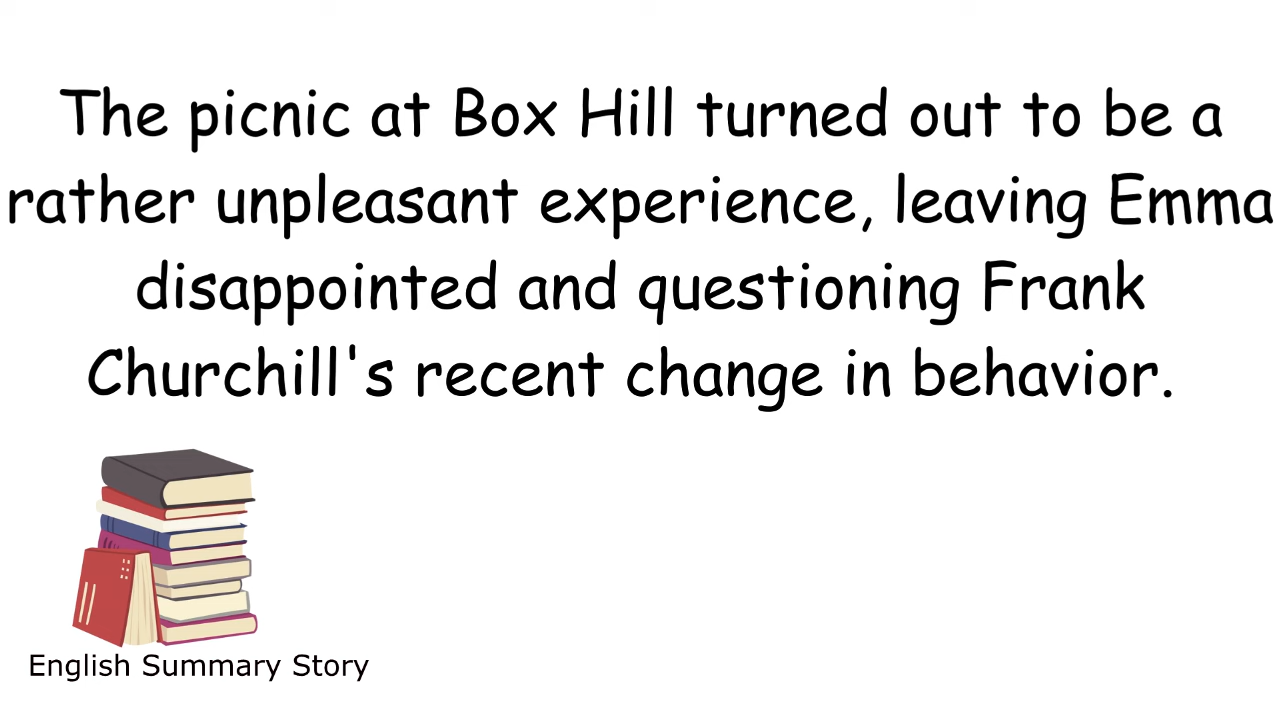 The picnic at Box Hill turned out to be a
rather unpleasant experience, leaving Emma
disappointed and questioning Frank
Churchill's recent change in behavior.
English Summary Story